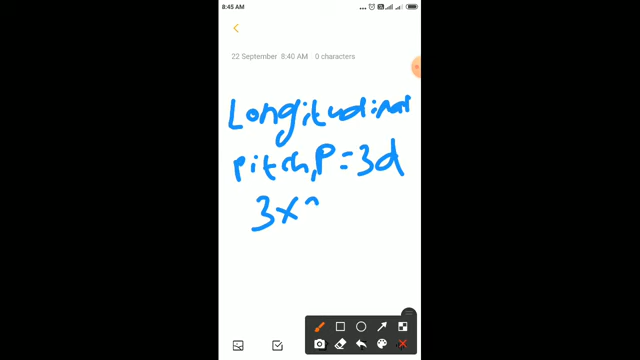 8:45 AM
22 September 8:40 AM 0 characters
Longitudinal
pitch, P = 3d
3x